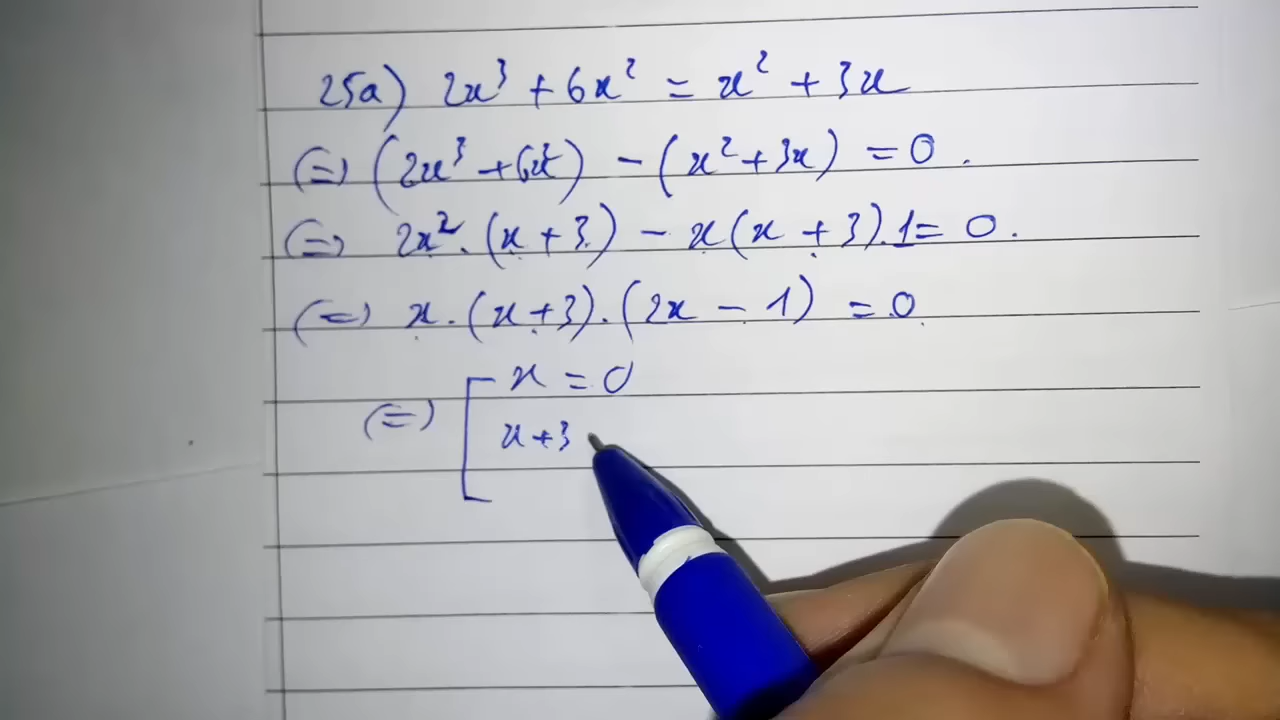 25a) 2x³ + 6x² = x² + 3x
(=) (2x³ + 6x²) - (x² + 3x) = 0.
(=) 2x².(x + 3) - x(x + 3).1 = 0.
(=) x.(x + 3).(2x - 1) = 0
(=) [ x = 0
x + 3